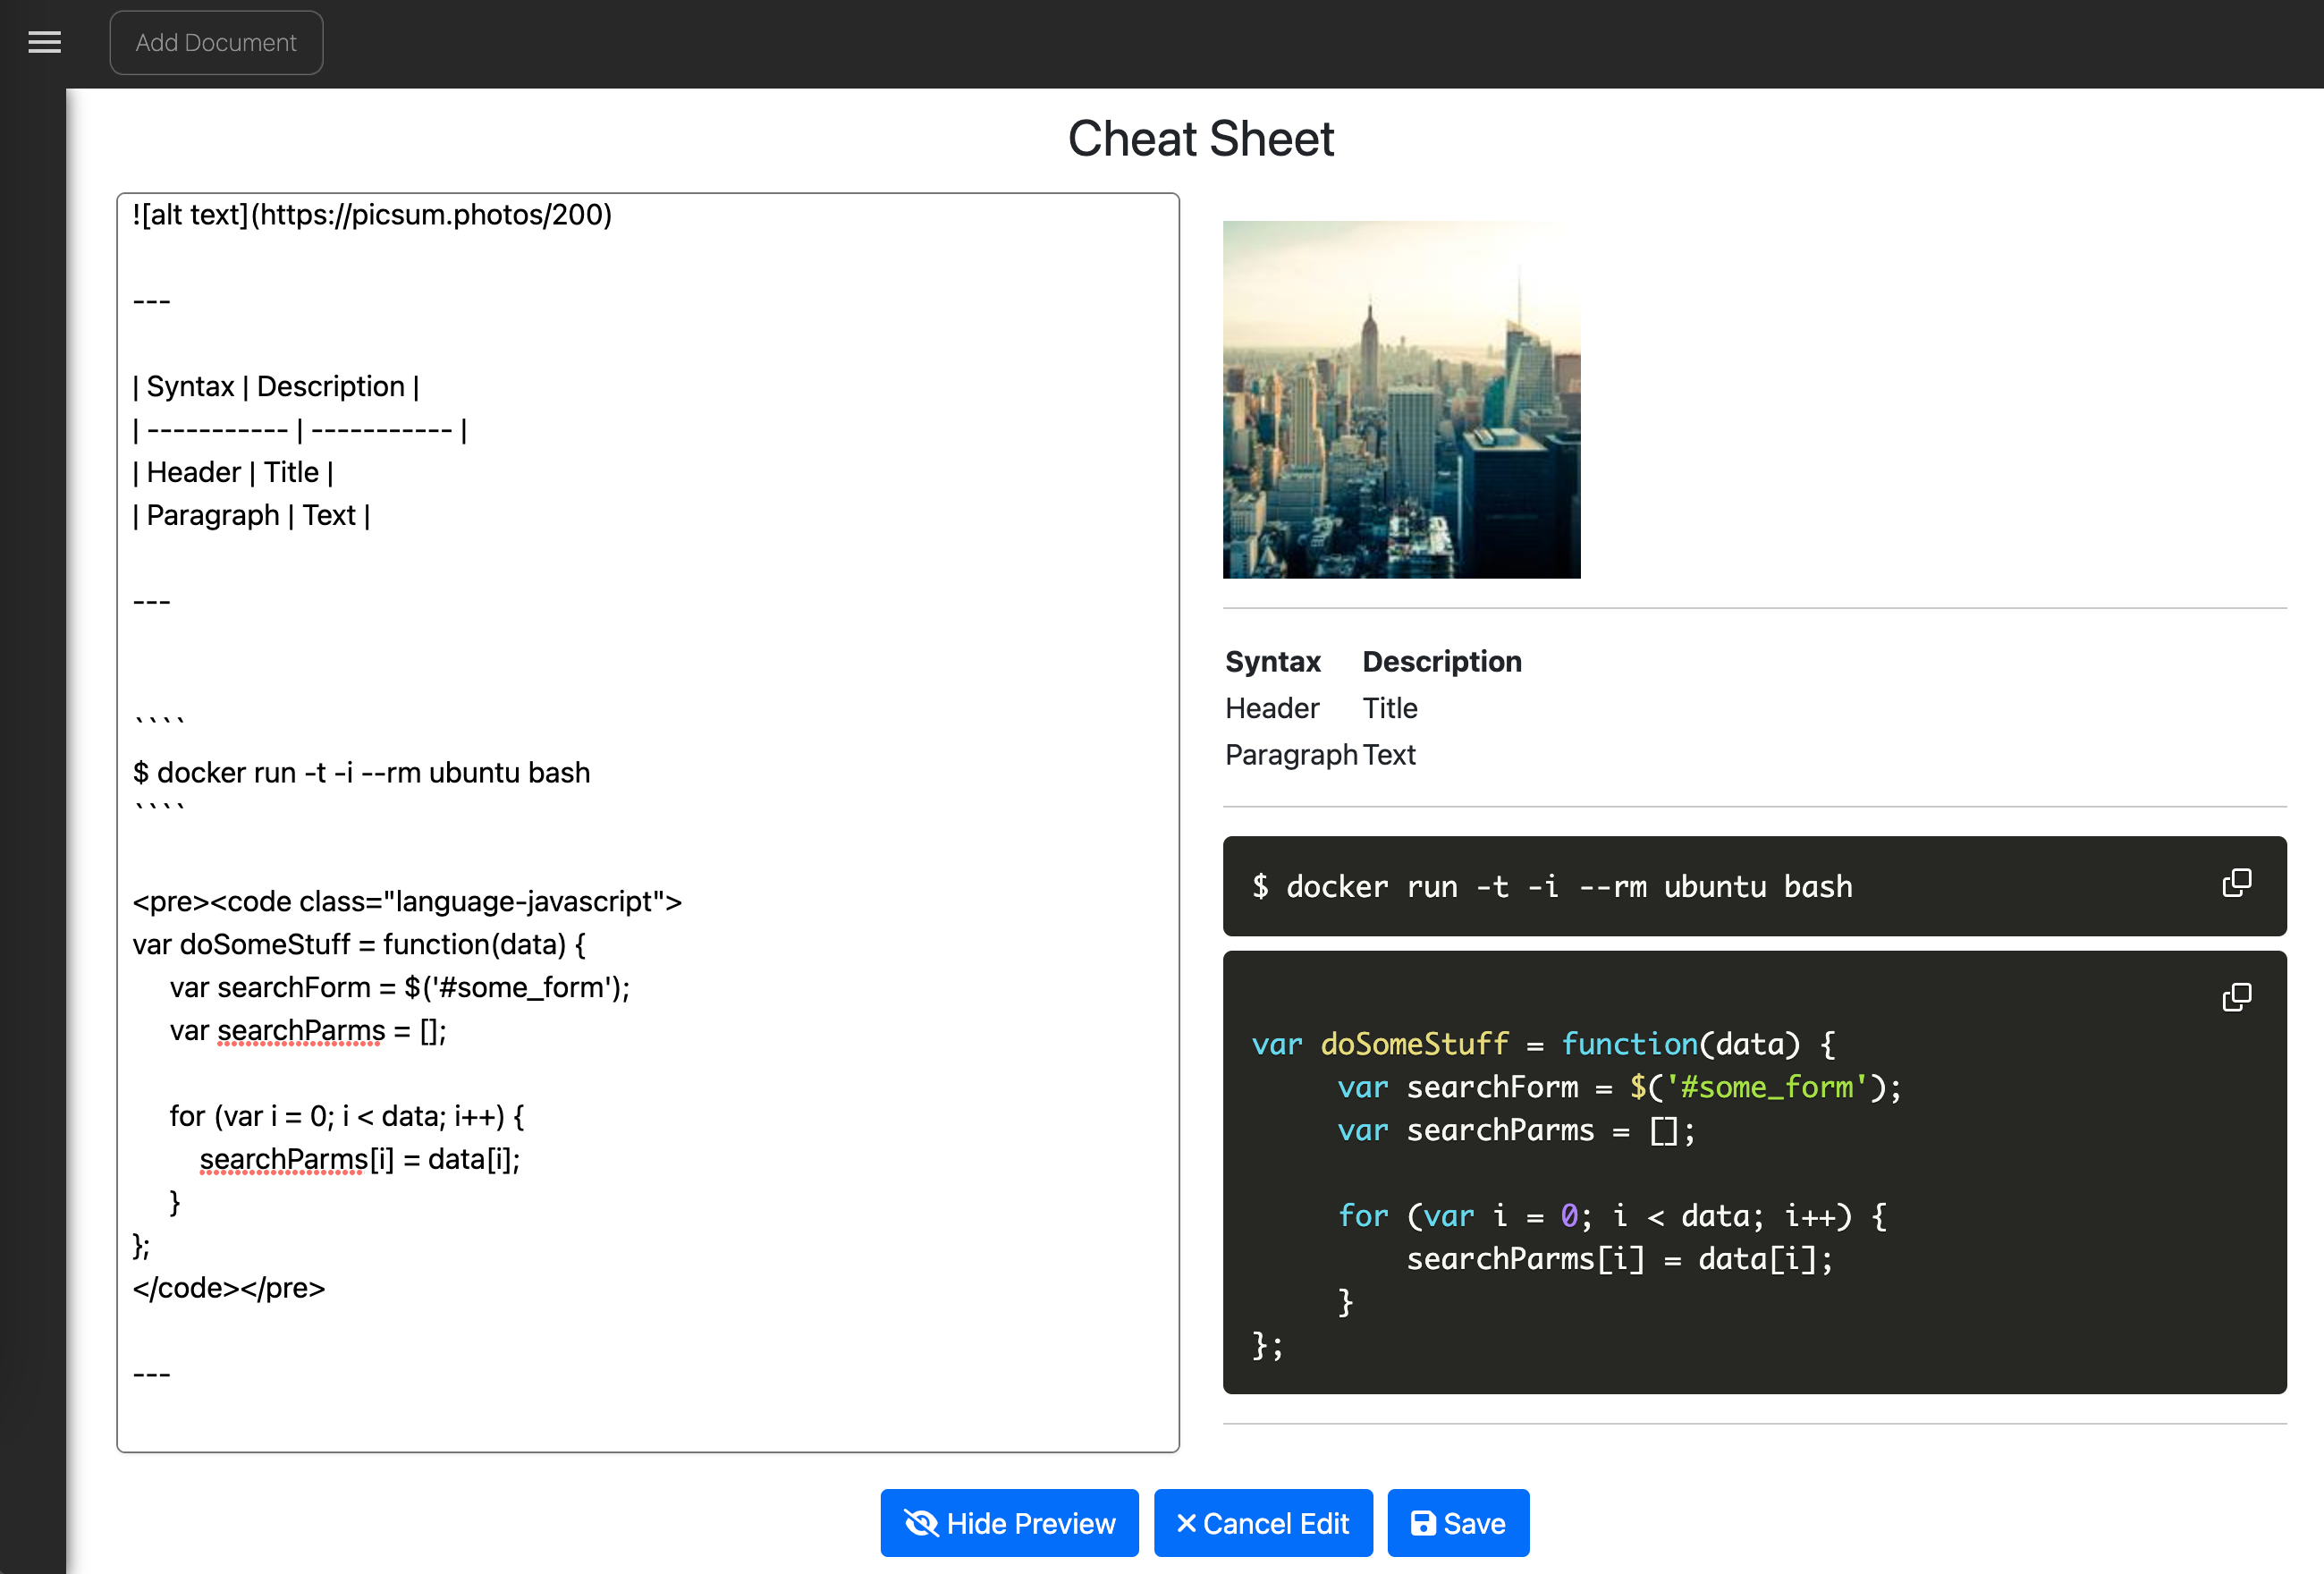 Add Document
Cheat Sheet
![alt text](https://picsum.photos/200)
---
| Syntax | Description |
| ----------- | ----------- |
| Header | Title |
| Paragraph | Text |
---
````
$ docker run -t -i --rm ubuntu bash
````
<pre><code class="language-javascript">
var doSomeStuff = function(data) {
     var searchForm = $('#some_form');
     var searchParms = [];
     for (var i = 0; i < data; i++) {
         searchParms[i] = data[i];
     }
};
</code></pre>
---
Syntax Description
Header Title
Paragraph Text
$ docker run -t -i --rm ubuntu bash
var doSomeStuff = function(data) {
     var searchForm = $('#some_form');
     var searchParms = [];
     for (var i = 0; i < data; i++) {
         searchParms[i] = data[i];
     }
};
Hide Preview
Cancel Edit
Save